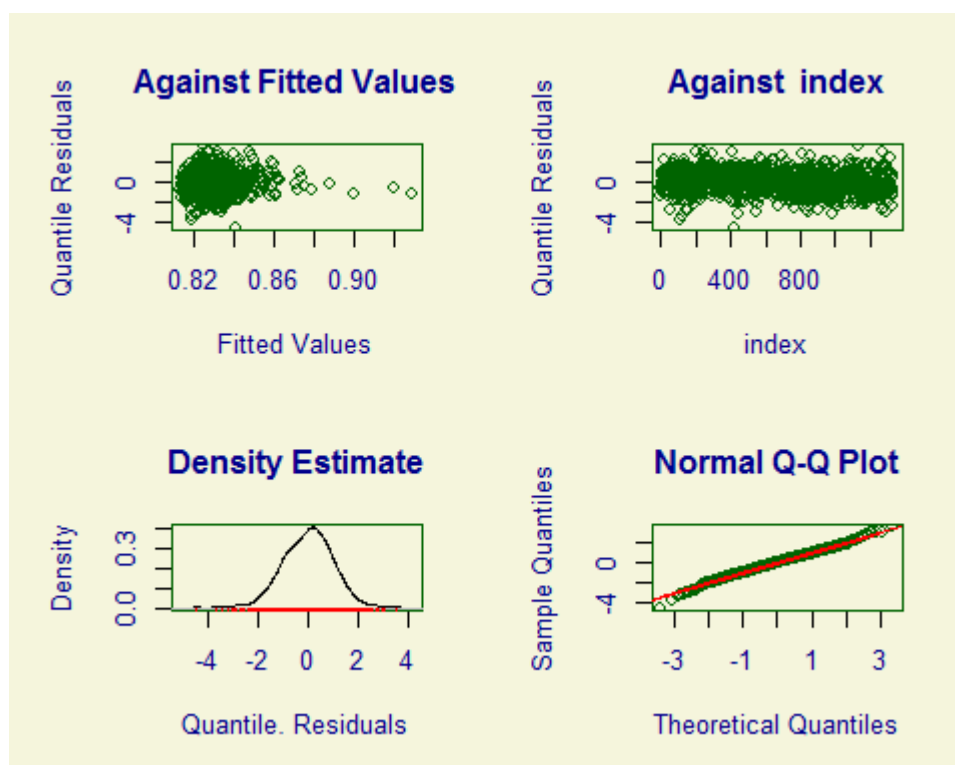 Against Fitted Values
Quantile Residuals
0
-4
0.82 0.86 0.90
Fitted Values
Against index
Quantile Residuals
0
-4
0 400 800
index
Density Estimate
Density
0.3
0.0
-4 -2 0 2 4
Quantile. Residuals
Normal Q-Q Plot
Sample Quantiles
0
-4
-3 -1 1 3
Theoretical Quantiles